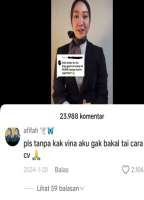 23.988 komentar
afifah
pls tanpa kak vina aku gak bakal tai cara
cv 🙏
2024-1-20 Balas
2.106
Lihat 59 balasan